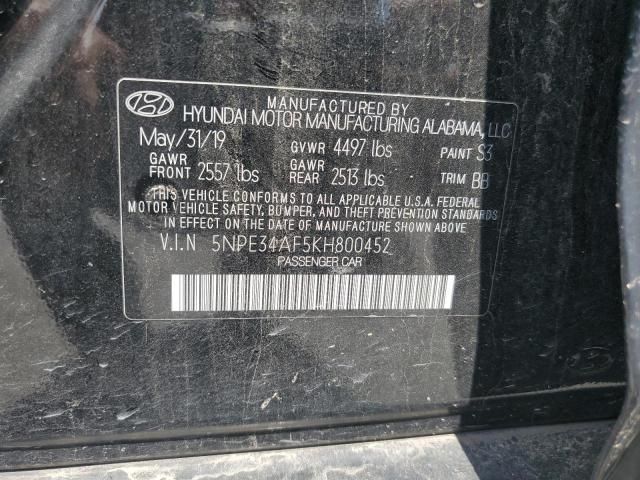 MANUFACTURED BY
HYUNDAI MOTOR MANUFACTURING ALABAMA, LLC
May/31/19 GVWR 4497 lbs PAINT S3
GAWR FRONT 2557 lbs GAWR REAR 2513 lbs TRIM BB
THIS VEHICLE CONFORMS TO ALL APPLICABLE U.S.A. FEDERAL
MOTOR VEHICLE SAFETY, BUMPER, AND THEFT PREVENTION STANDARDS
IN EFFECT ON THE DATE OF MANUFACTURE SHOWN ABOVE.
V.I.N 5NPE34AF5KH800452
PASSENGER CAR